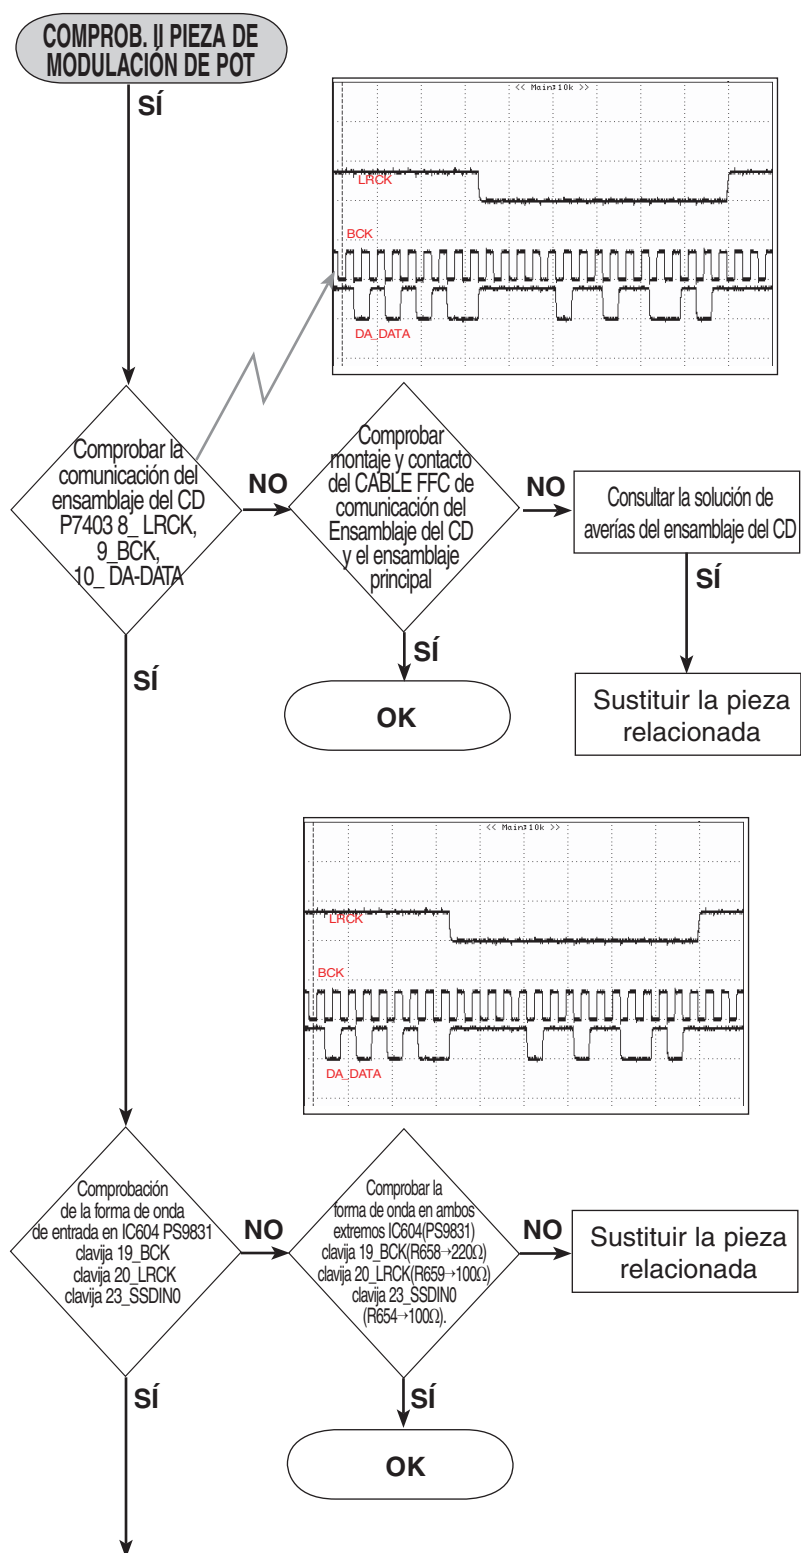 COMPROB. II PIEZA DE
MODULACIÓN DE POT
SÍ
<< Main:10k >>
LRCK
BCK
DA_DATA
Comprobar la
comunicación del
ensamblaje del CD
P7403 8_ LRCK,
9_BCK,
10_ DA-DATA
NO
Comprobar
montaje y contacto
del CABLE FFC de
comunicación del
Ensamblaje del CD
y el ensamblaje
principal
NO
Consultar la solución de
averías del ensamblaje del CD
SÍ
Sustituir la pieza
relacionada
SÍ
OK
SÍ
<< Main:10k >>
LRCK
BCK
DA_DATA
Comprobación
de la forma de onda
de entrada en IC604 PS9831
clavija 19_BCK
clavija 20_LRCK
clavija 23_SSDIN0
NO
Comprobar la
forma de onda en ambos
extremos IC604(PS9831)
clavija 19_BCK(R658→220Ω)
clavija 20_LRCK(R659→100Ω)
clavija 23_SSDIN0
(R654→100Ω).
NO
Sustituir la pieza
relacionada
SÍ
OK
SÍ